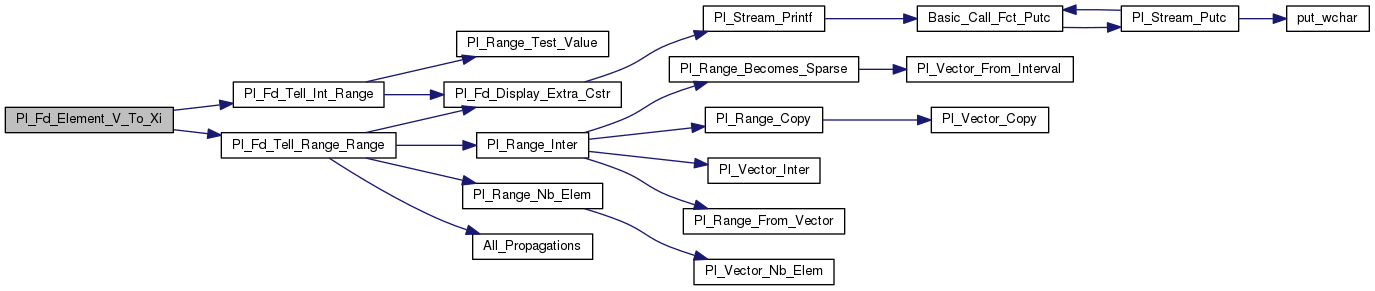 Pl_Fd_Element_V_To_Xi
Pl_Fd_Tell_Int_Range
Pl_Fd_Tell_Range_Range
Pl_Range_Test_Value
Pl_Fd_Display_Extra_Cstr
Pl_Range_Inter
Pl_Range_Nb_Elem
All_Propagations
Pl_Stream_Printf
Pl_Range_Becomes_Sparse
Pl_Range_Copy
Pl_Vector_Inter
Pl_Range_From_Vector
Pl_Vector_Nb_Elem
Basic_Call_Fct_Putc
Pl_Vector_From_Interval
Pl_Vector_Copy
Pl_Stream_Putc
put_wchar